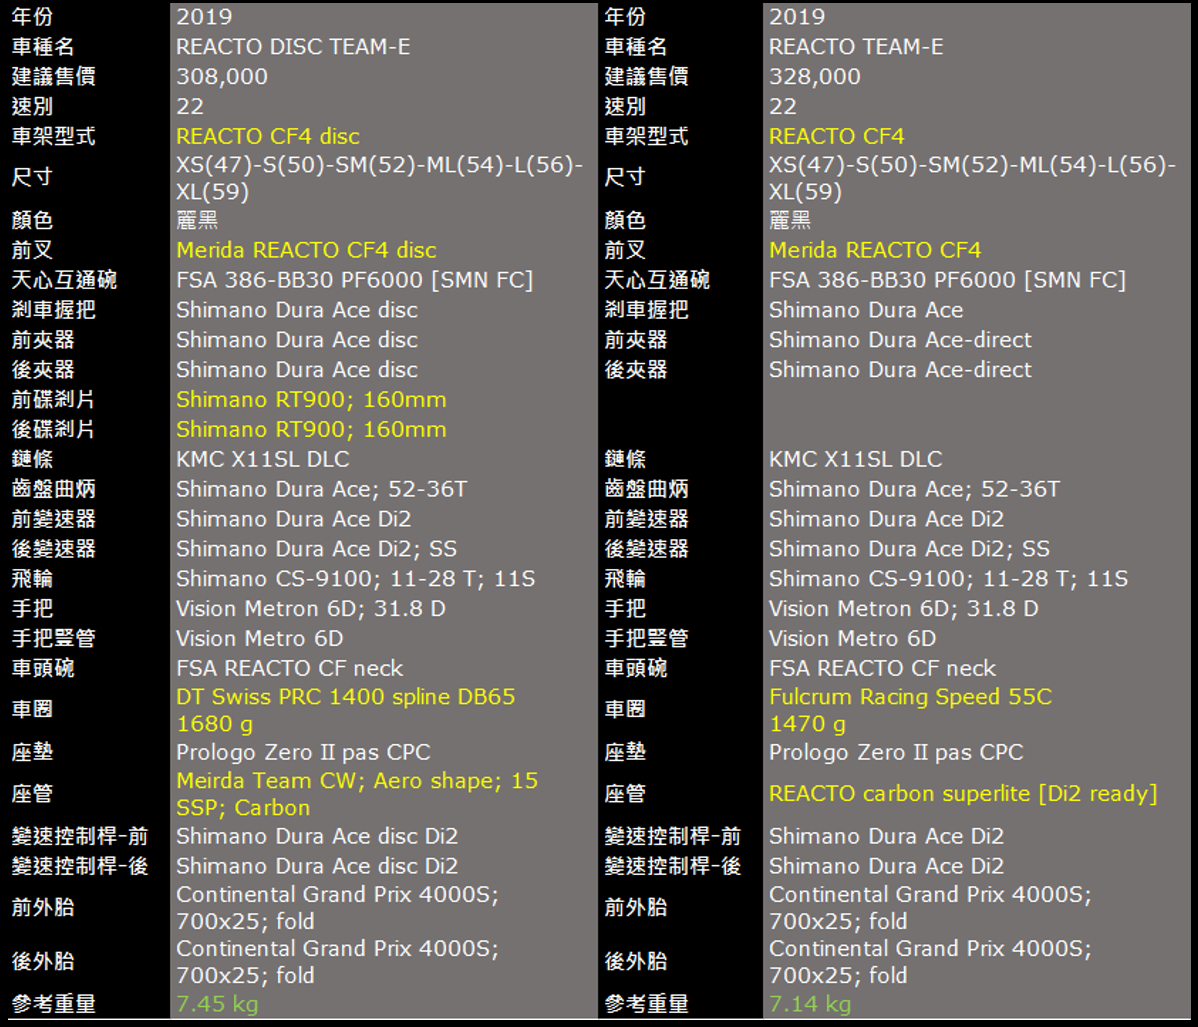 年份 2019 年份 2019
車種名 REACTO DISC TEAM-E 車種名 REACTO TEAM-E
建議售價 308,000 建議售價 328,000
速別 22 速別 22
車架型式 REACTO CF4 disc 車架型式 REACTO CF4
尺寸 XS(47)-S(50)-SM(52)-ML(54)-L(56)- 尺寸 XS(47)-S(50)-SM(52)-ML(54)-L(56)-
XL(59) XL(59)
顏色 麗黑 顏色 麗黑
前叉 Merida REACTO CF4 disc 前叉 Merida REACTO CF4
天心互通碗 FSA 386-BB30 PF6000 [SMN FC] 天心互通碗 FSA 386-BB30 PF6000 [SMN FC]
剎車握把 Shimano Dura Ace disc 剎車握把 Shimano Dura Ace
前夾器 Shimano Dura Ace disc 前夾器 Shimano Dura Ace-direct
後夾器 Shimano Dura Ace disc 後夾器 Shimano Dura Ace-direct
前碟剎片 Shimano RT900; 160mm
後碟剎片 Shimano RT900; 160mm
鏈條 KMC X11SL DLC 鏈條 KMC X11SL DLC
齒盤曲炳 Shimano Dura Ace; 52-36T 齒盤曲炳 Shimano Dura Ace; 52-36T
前變速器 Shimano Dura Ace Di2 前變速器 Shimano Dura Ace Di2
後變速器 Shimano Dura Ace Di2; SS 後變速器 Shimano Dura Ace Di2; SS
飛輪 Shimano CS-9100; 11-28 T; 11S 飛輪 Shimano CS-9100; 11-28 T; 11S
手把 Vision Metron 6D; 31.8 D 手把 Vision Metron 6D; 31.8 D
手把豎管 Vision Metro 6D 手把豎管 Vision Metro 6D
車頭碗 FSA REACTO CF neck 車頭碗 FSA REACTO CF neck
車圈 DT Swiss PRC 1400 spline DB65 車圈 Fulcrum Racing Speed 55C
1680 g 1470 g
座墊 Prologo Zero II pas CPC 座墊 Prologo Zero II pas CPC
座管 Meirda Team CW; Aero shape; 15 座管 REACTO carbon superlite [Di2 ready]
SSP; Carbon
變速控制桿-前 Shimano Dura Ace disc Di2 變速控制桿-前 Shimano Dura Ace Di2
變速控制桿-後 Shimano Dura Ace disc Di2 變速控制桿-後 Shimano Dura Ace Di2
前外胎 Continental Grand Prix 4000S; 前外胎 Continental Grand Prix 4000S;
700x25; fold 700x25; fold
後外胎 Continental Grand Prix 4000S; 後外胎 Continental Grand Prix 4000S;
700x25; fold 700x25; fold
參考重量 7.45 kg 參考重量 7.14 kg